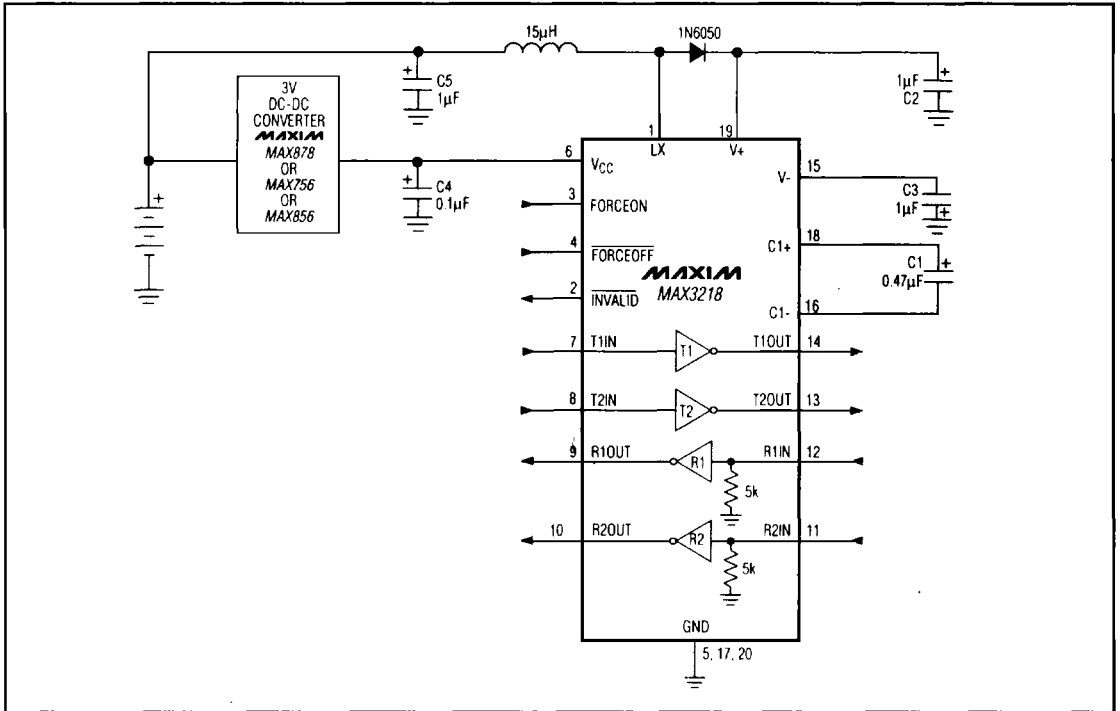 15µH
1N6050
+
C5
1µF
1µF
+
C2
3V
DC-DC
CONVERTER
MAXIM
MAX878
OR
MAX756
OR
MAX856
+
1
LX
19
V+
6
VCC
+
C4
0.1µF
15
V-
C3
1µF
+
3
FORCEON
18
C1+
4
FORCEOFF
MAXIM
MAX3218
C1
+
0.47µF
2
INVALID
C1-
16
7 T1IN T1 T1OUT 14
8 T2IN T2 T2OUT 13
9 R1OUT R1 R1IN 12
5k
10 R2OUT R2 R2IN 11
5k
GND
5, 17, 20